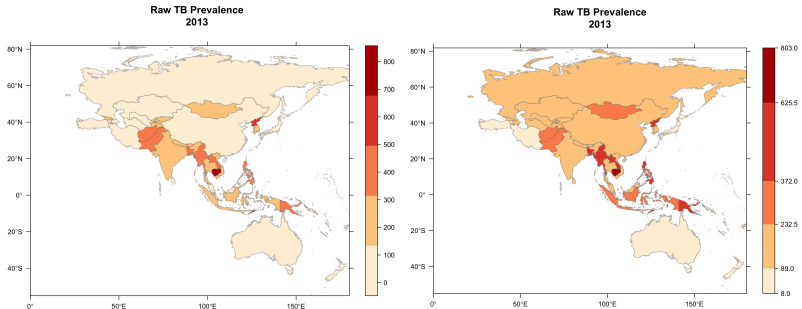 Raw TB Prevalence
2013
80°N
60°N
40°N
20°N
0°
20°S
40°S
0°
50°E
100°E
150°E
800
700
600
500
400
300
200
100
0
Raw TB Prevalence
2013
80°N
60°N
40°N
20°N
0°
20°S
40°S
0°
50°E
100°E
150°E
803.0
625.5
372.0
232.5
89.0
8.0